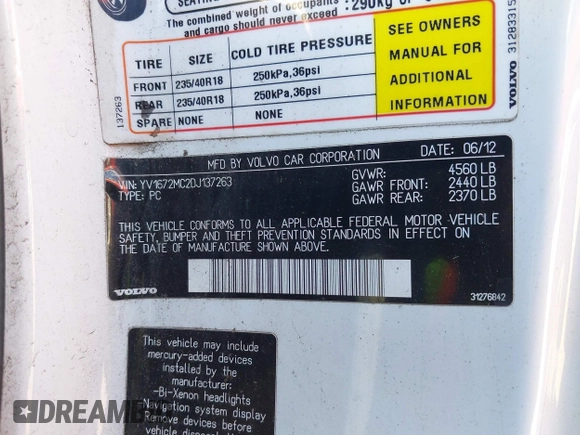 The combined weight of occupants
and cargo should never exceed :290kg or
TIRE SIZE COLD TIRE PRESSURE
FRONT 235/40R18 250kPa,36psi
REAR 235/40R18 250kPa,36psi
SPARE NONE NONE
SEE OWNERS
MANUAL FOR
ADDITIONAL
INFORMATION
137263
VOLVO 31283315
MFD BY VOLVO CAR CORPORATION DATE: 06/12
VIN: YV1672MC2DJ137263
TYPE: PC
GVWR: 4560 LB
GAWR FRONT: 2440 LB
GAWR REAR: 2370 LB
THIS VEHICLE CONFORMS TO ALL APPLICABLE FEDERAL MOTOR VEHICLE
SAFETY, BUMPER AND THEFT PREVENTION STANDARDS IN EFFECT ON
THE DATE OF MANUFACTURE SHOWN ABOVE.
VOLVO
31276842
This vehicle may include
mercury-added devices
installed by the
manufacturer:
-Bi-Xenon headlights
Navigation system display
Remove devices before